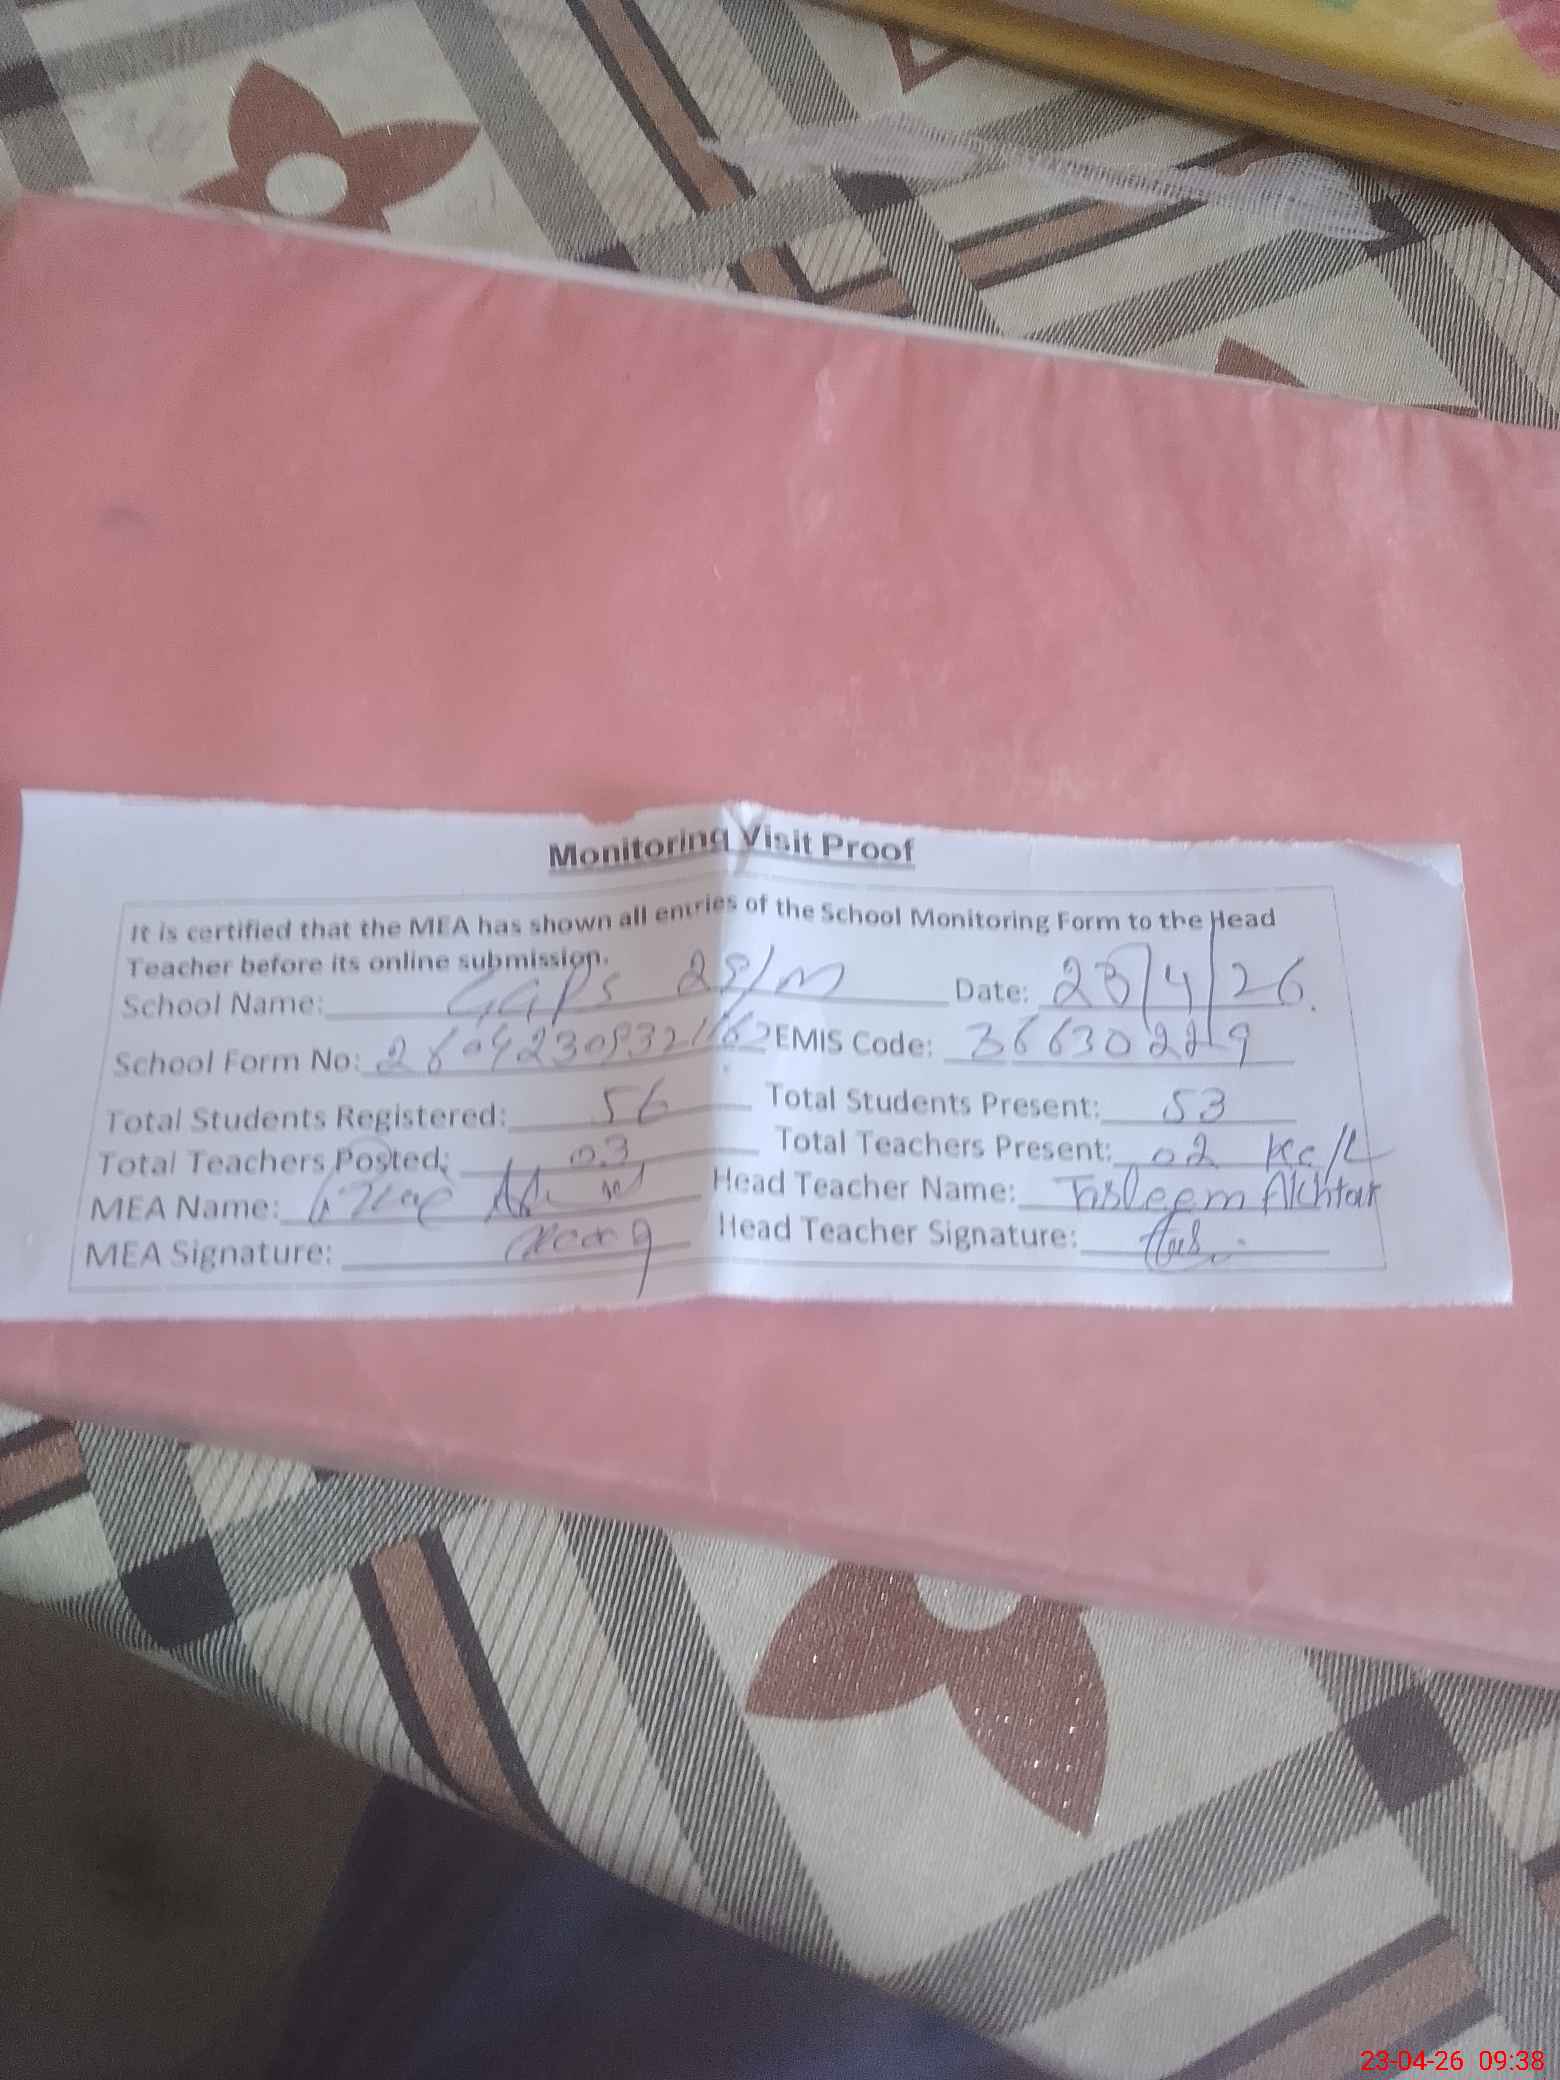 Monitoring Visit Proof
It is certified that the MEA has shown all entries of the School Monitoring Form to the Head
Teacher before its online submission.
School Name: GGPS 28/M Date: 23/4/26.
School Form No: EMIS Code: 36630229
Total Students Registered: 56 Total Students Present: 53
Total Teachers Posted: 03 Total Teachers Present: 02
MEA Name: Head Teacher Name: Tasleem Akhtar
MEA Signature: Head Teacher Signature:
23-04-26 09:38